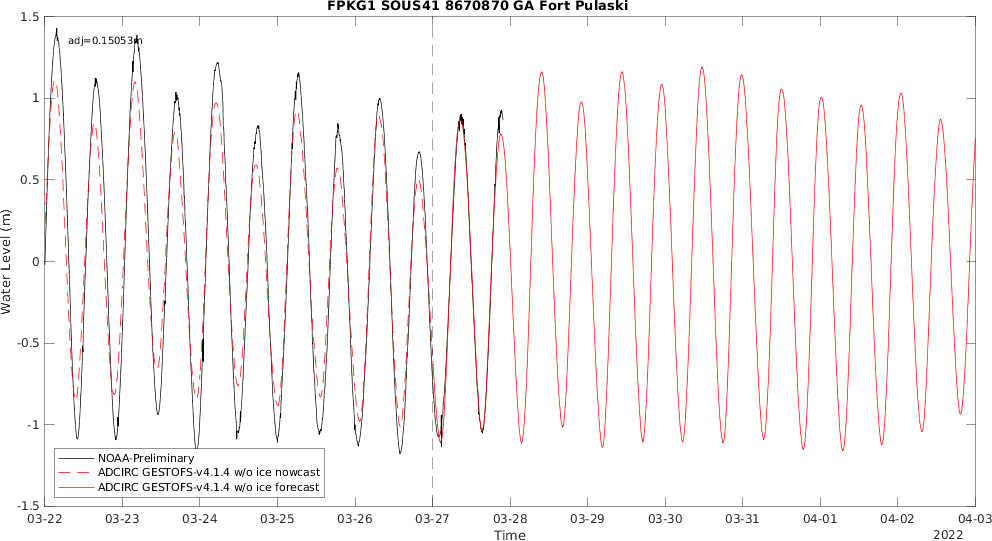 FPKG1 SOUS41 8670870 GA Fort Pulaski
adj=0.15053m
1.5
1
0.5
0
-0.5
-1
-1.5
Water Level (m)
NOAA-Preliminary
ADCIRC GESTOFS-v4.1.4 w/o ice nowcast
ADCIRC GESTOFS-v4.1.4 w/o ice forecast
03-22 03-23 03-24 03-25 03-26 03-27 03-28 03-29 03-30 03-31 04-01 04-02 04-03
Time
2022